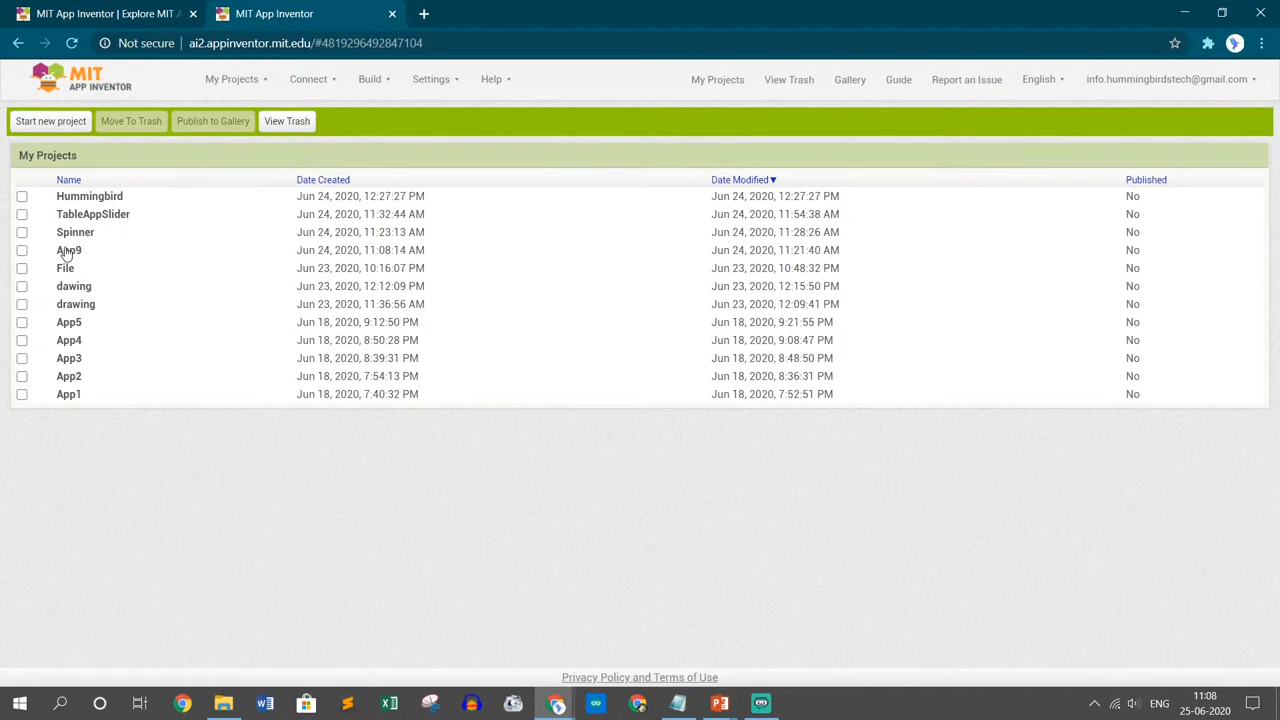 MIT App Inventor | Explore MIT A
MIT App Inventor
Not secure
ai2.appinventor.mit.edu/#4819296492847104
MIT
APP INVENTOR
My Projects
Connect
Build
Settings
Help
My Projects
View Trash
Gallery
Guide
Report an Issue
English
info.hummingbirdstech@gmail.com
Start new project
Move To Trash
Publish to Gallery
View Trash
My Projects
Name Date Created Date Modified Published
Hummingbird Jun 24, 2020, 12:27:27 PM Jun 24, 2020, 12:27:27 PM No
TableAppSlider Jun 24, 2020, 11:32:44 AM Jun 24, 2020, 11:54:38 AM No
Spinner Jun 24, 2020, 11:23:13 AM Jun 24, 2020, 11:28:26 AM No
App9 Jun 24, 2020, 11:08:14 AM Jun 24, 2020, 11:21:40 AM No
File Jun 23, 2020, 10:16:07 PM Jun 23, 2020, 10:48:32 PM No
dawing Jun 23, 2020, 12:12:09 PM Jun 23, 2020, 12:15:50 PM No
drawing Jun 23, 2020, 11:36:56 AM Jun 23, 2020, 12:09:41 PM No
App5 Jun 18, 2020, 9:12:50 PM Jun 18, 2020, 9:21:55 PM No
App4 Jun 18, 2020, 8:50:28 PM Jun 18, 2020, 9:08:47 PM No
App3 Jun 18, 2020, 8:39:31 PM Jun 18, 2020, 8:48:50 PM No
App2 Jun 18, 2020, 7:54:13 PM Jun 18, 2020, 8:36:31 PM No
App1 Jun 18, 2020, 7:40:32 PM Jun 18, 2020, 7:52:51 PM No
Privacy Policy and Terms of Use
ENG
11:08
25-06-2020